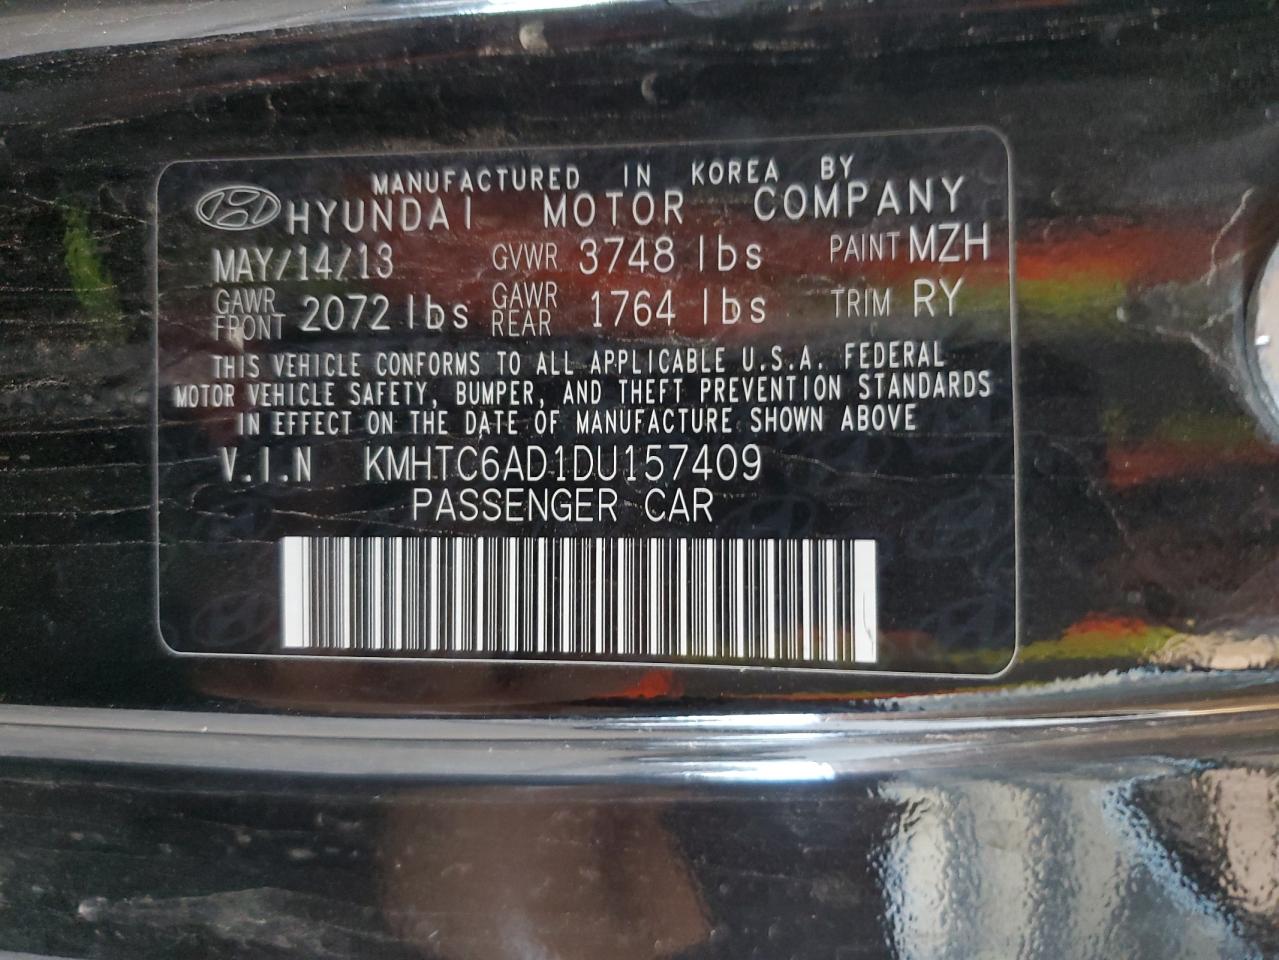 MANUFACTURED IN KOREA BY
HYUNDAI MOTOR COMPANY
MAY/14/13 GVWR 3748 lbs PAINT MZH
GAWR FRONT 2072 lbs GAWR REAR 1764 lbs TRIM RY
THIS VEHICLE CONFORMS TO ALL APPLICABLE U.S.A. FEDERAL
MOTOR VEHICLE SAFETY, BUMPER, AND THEFT PREVENTION STANDARDS
IN EFFECT ON THE DATE OF MANUFACTURE SHOWN ABOVE
V.I.N KMHTC6AD1DU157409
PASSENGER CAR